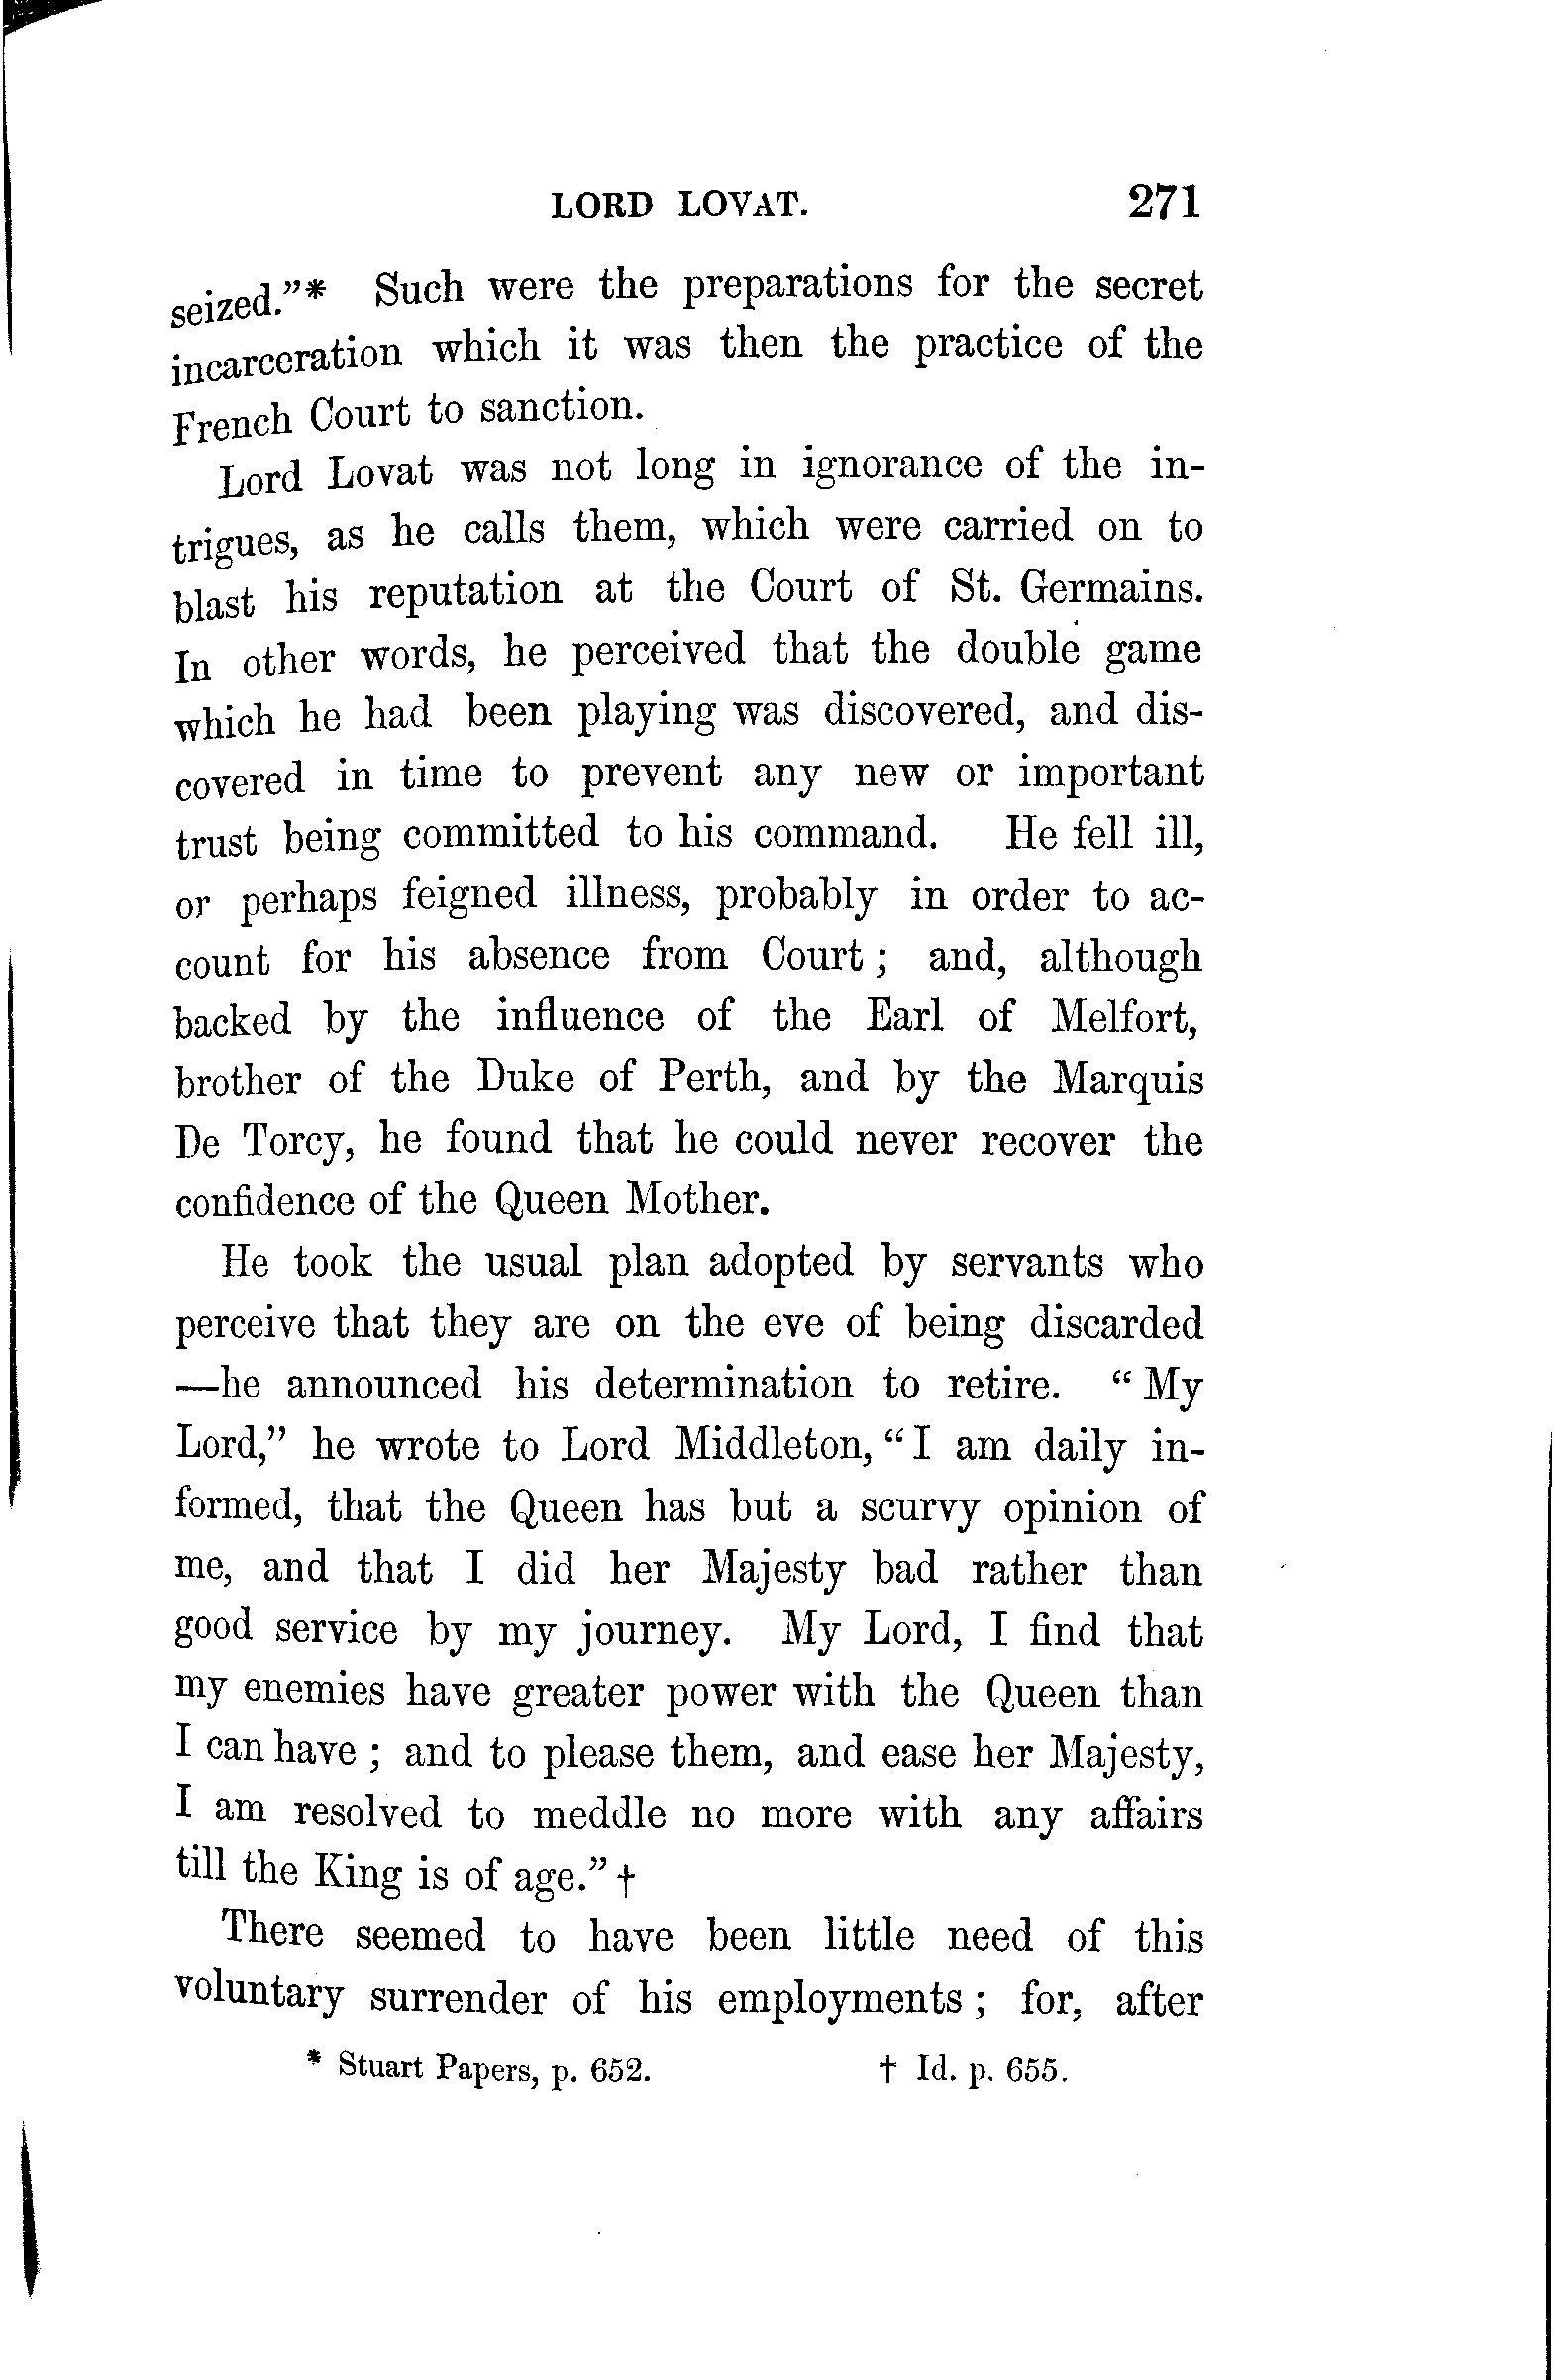 LORD LOVAT. 271
seized."* Such were the preparations for the secret
incarceration which it was then the practice of the
French Court to sanction.
Lord Lovat was not long in ignorance of the in-
trigues, as he calls them, which were carried on to
blast his reputation at the Court of St. Germains.
In other words, he perceived that the double game
which he had been playing was discovered, and dis-
covered in time to prevent any new or important
trust being committed to his command. He fell ill,
or perhaps feigned illness, probably in order to ac-
count for his absence from Court; and, although
backed by the influence of the Earl of Melfort,
brother of the Duke of Perth, and by the Marquis
De Torcy, he found that he could never recover the
confidence of the Queen Mother.
He took the usual plan adopted by servants who
perceive that they are on the eve of being discarded
—he announced his determination to retire. "My
Lord," he wrote to Lord Middleton, "I am daily in-
formed, that the Queen has but a scurvy opinion of
me, and that I did her Majesty bad rather than
good service by my journey. My Lord, I find that
my enemies have greater power with the Queen than
I can have; and to please them, and ease her Majesty,
I am resolved to meddle no more with any affairs
till the King is of age."†
There seemed to have been little need of this
voluntary surrender of his employments; for, after
* Stuart Papers, p. 652. † Id. p. 655.